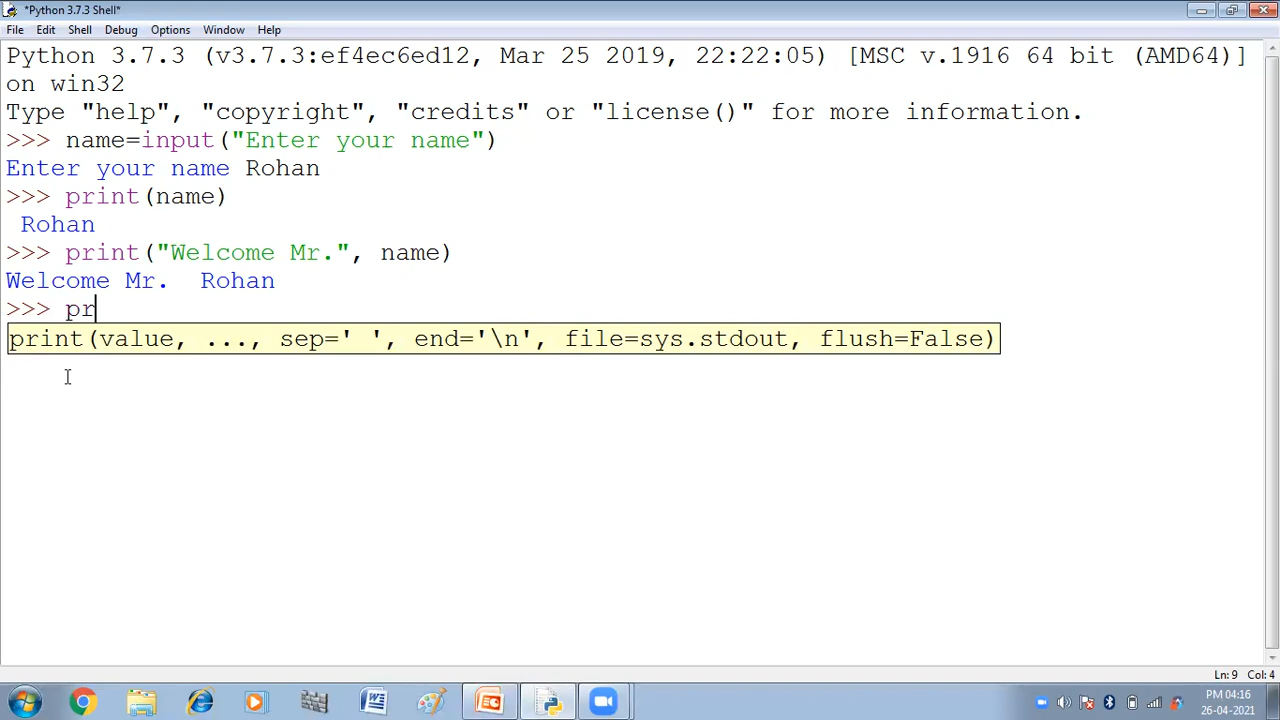 *Python 3.7.3 Shell*
File Edit Shell Debug Options Window Help
Python 3.7.3 (v3.7.3:ef4ec6ed12, Mar 25 2019, 22:22:05) [MSC v.1916 64 bit (AMD64)]
on win32
Type "help", "copyright", "credits" or "license()" for more information.
>>> name=input("Enter your name")
Enter your name Rohan
>>> print(name)
 Rohan
>>> print("Welcome Mr.", name)
Welcome Mr.  Rohan
>>> pr
print(value, ..., sep=' ', end='\n', file=sys.stdout, flush=False)
Ln: 9 Col: 4
PM 04:16
26-04-2021